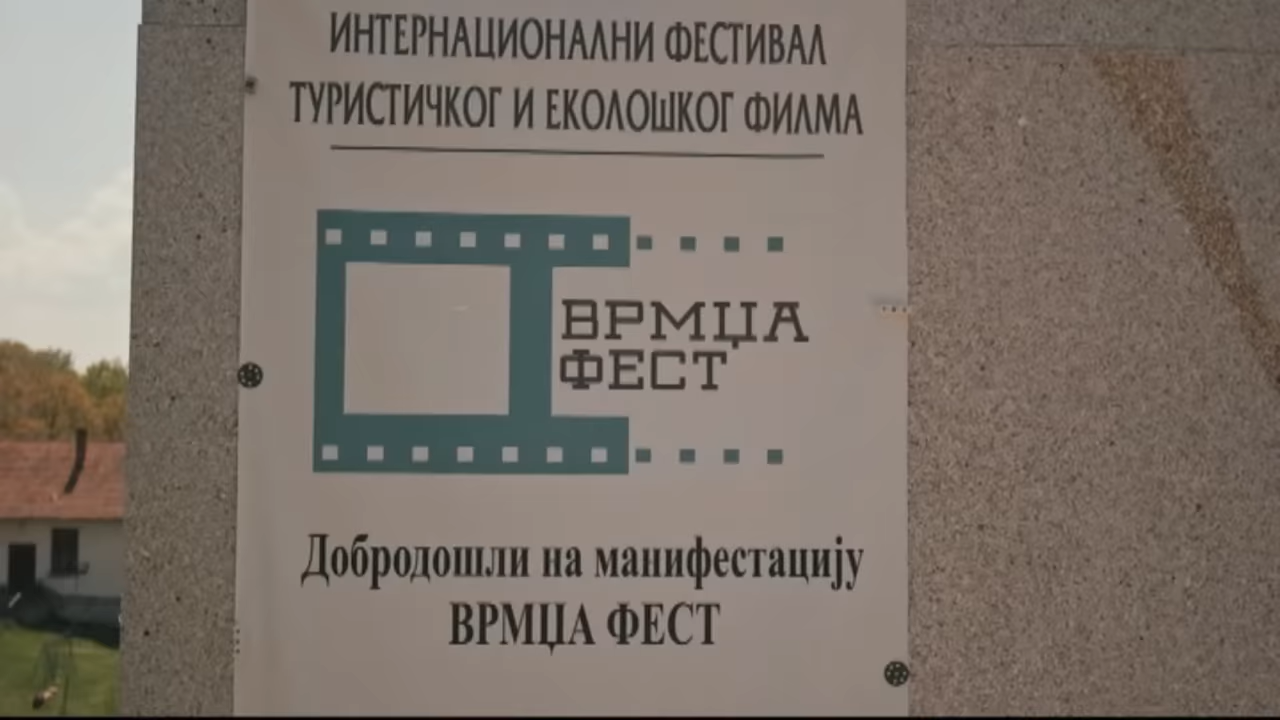 ИНТЕРНАЦИОНАЛНИ ФЕСТИВАЛ
ТУРИСТИЧКОГ И ЕКОЛОШКОГ ФИЛМА
ВРМЏА
ФЕСТ
Добродошли на манифестацију
ВРМЏА ФЕСТ